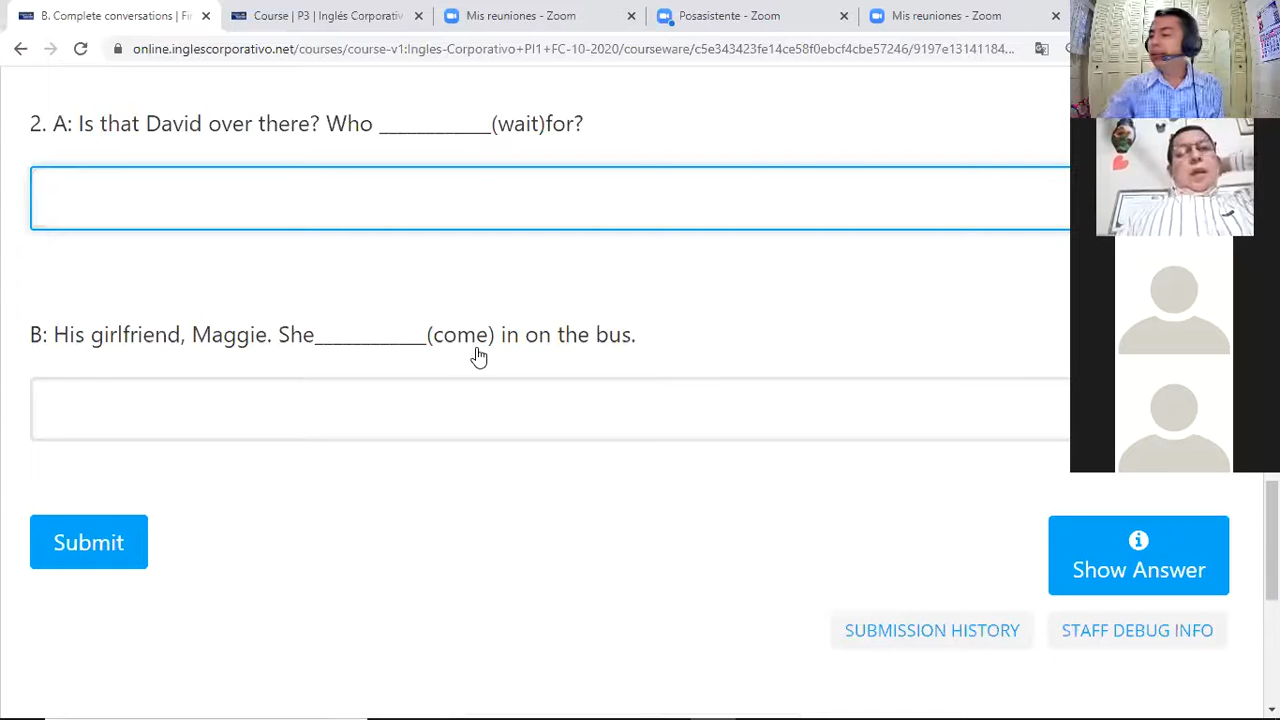 B. Complete conversations | Fi
Course | P3 | Inglés Corporativ
reuniones - Zoom
Posasistente - Zoom
Mis reuniones - Zoom
online.inglescorporativo.net/courses/course-v1:Ingles-Corporativo+PI1+FC-10-2020/courseware/c5e343423fe14ce58f0ebcf4cbe57246/9197e13141184...
2. A: Is that David over there? Who __________(wait)for?
B: His girlfriend, Maggie. She__________(come) in on the bus.
Submit
Show Answer
SUBMISSION HISTORY
STAFF DEBUG INFO